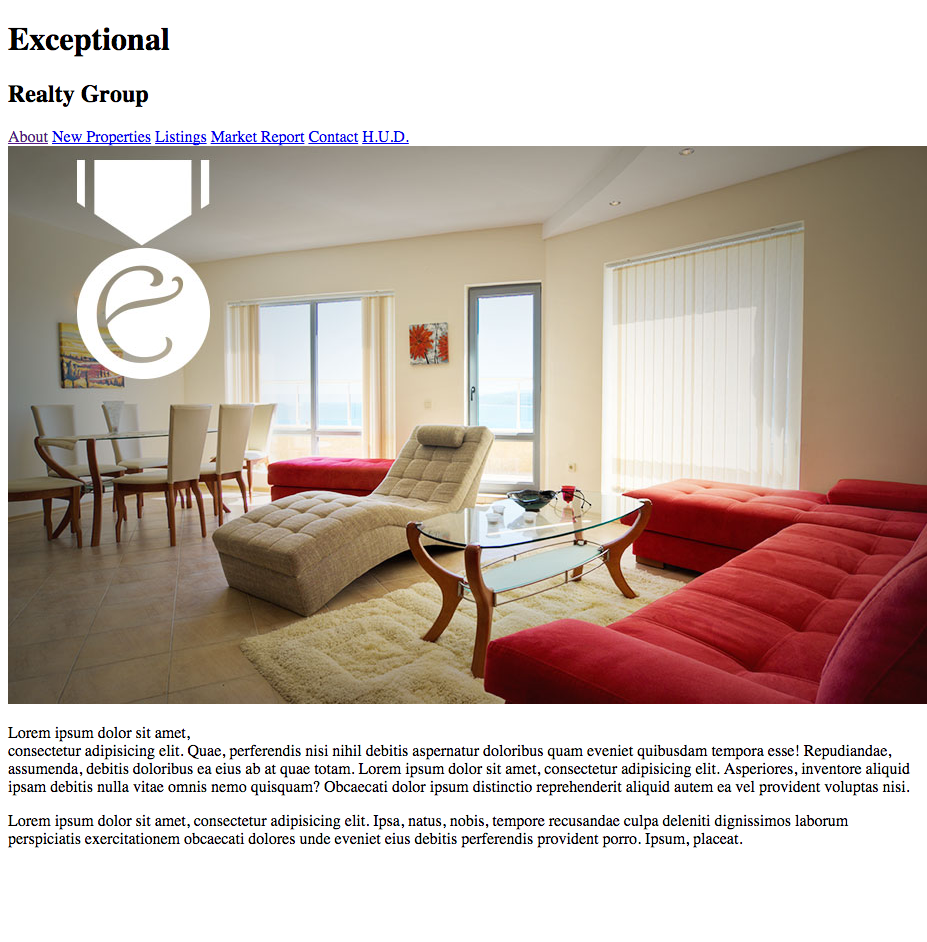 Exceptional
Realty Group
About New Properties Listings Market Report Contact H.U.D.
E
Lorem ipsum dolor sit amet,
consectetur adipisicing elit. Quae, perferendis nisi nihil debitis aspernatur doloribus quam eveniet quibusdam tempora esse! Repudiandae,
assumenda, debitis doloribus ea eius ab at quae totam. Lorem ipsum dolor sit amet, consectetur adipisicing elit. Asperiores, inventore aliquid
ipsam debitis nulla vitae omnis nemo quisquam? Obcaecati dolor ipsum distinctio reprehenderit aliquid autem ea vel provident voluptas nisi.
Lorem ipsum dolor sit amet, consectetur adipisicing elit. Ipsa, natus, nobis, tempore recusandae culpa deleniti dignissimos laborum
perspiciatis exercitationem obcaecati dolores unde eveniet eius debitis perferendis provident porro. Ipsum, placeat.